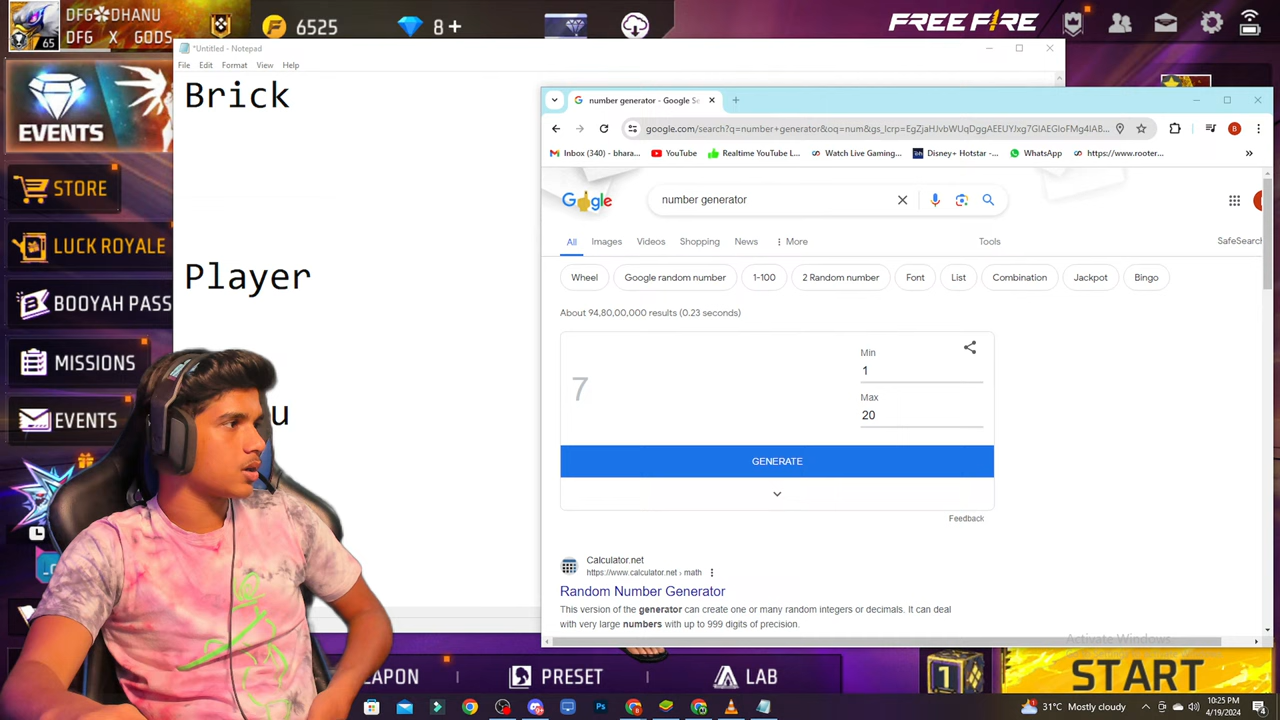 DFG❇DHANU
DFG X GODS
65
6525
8+
FREE FIRE
EVENTS
STORE
LUCK ROYALE
BOOYAH PASS
MISSIONS
EVENTS
*Untitled - Notepad
File Edit Format View Help
Brick
Player
u
number generator - Google Se
google.com/search?q=number+generator&oq=num&gs_lcrp=EgZjaHJvbWUqDggAEEUYJxg7GIAEGIoFMg4IAB...
Inbox (340) - bhara... YouTube Realtime YouTube L... Watch Live Gaming... Disney+ Hotstar -... WhatsApp https://www.rooter... »
Google
number generator
All Images Videos Shopping News More Tools SafeSearch
Wheel Google random number 1-100 2 Random number Font List Combination Jackpot Bingo
About 94,80,00,000 results (0.23 seconds)
7
Min
1
Max
20
GENERATE
Feedback
Calculator.net
https://www.calculator.net › math
Random Number Generator
This version of the generator can create one or many random integers or decimals. It can deal
with very large numbers with up to 999 digits of precision.
Activate Windows
APON PRESET LAB
1
START
31°C Mostly cloudy
10:25 PM
4/19/2024